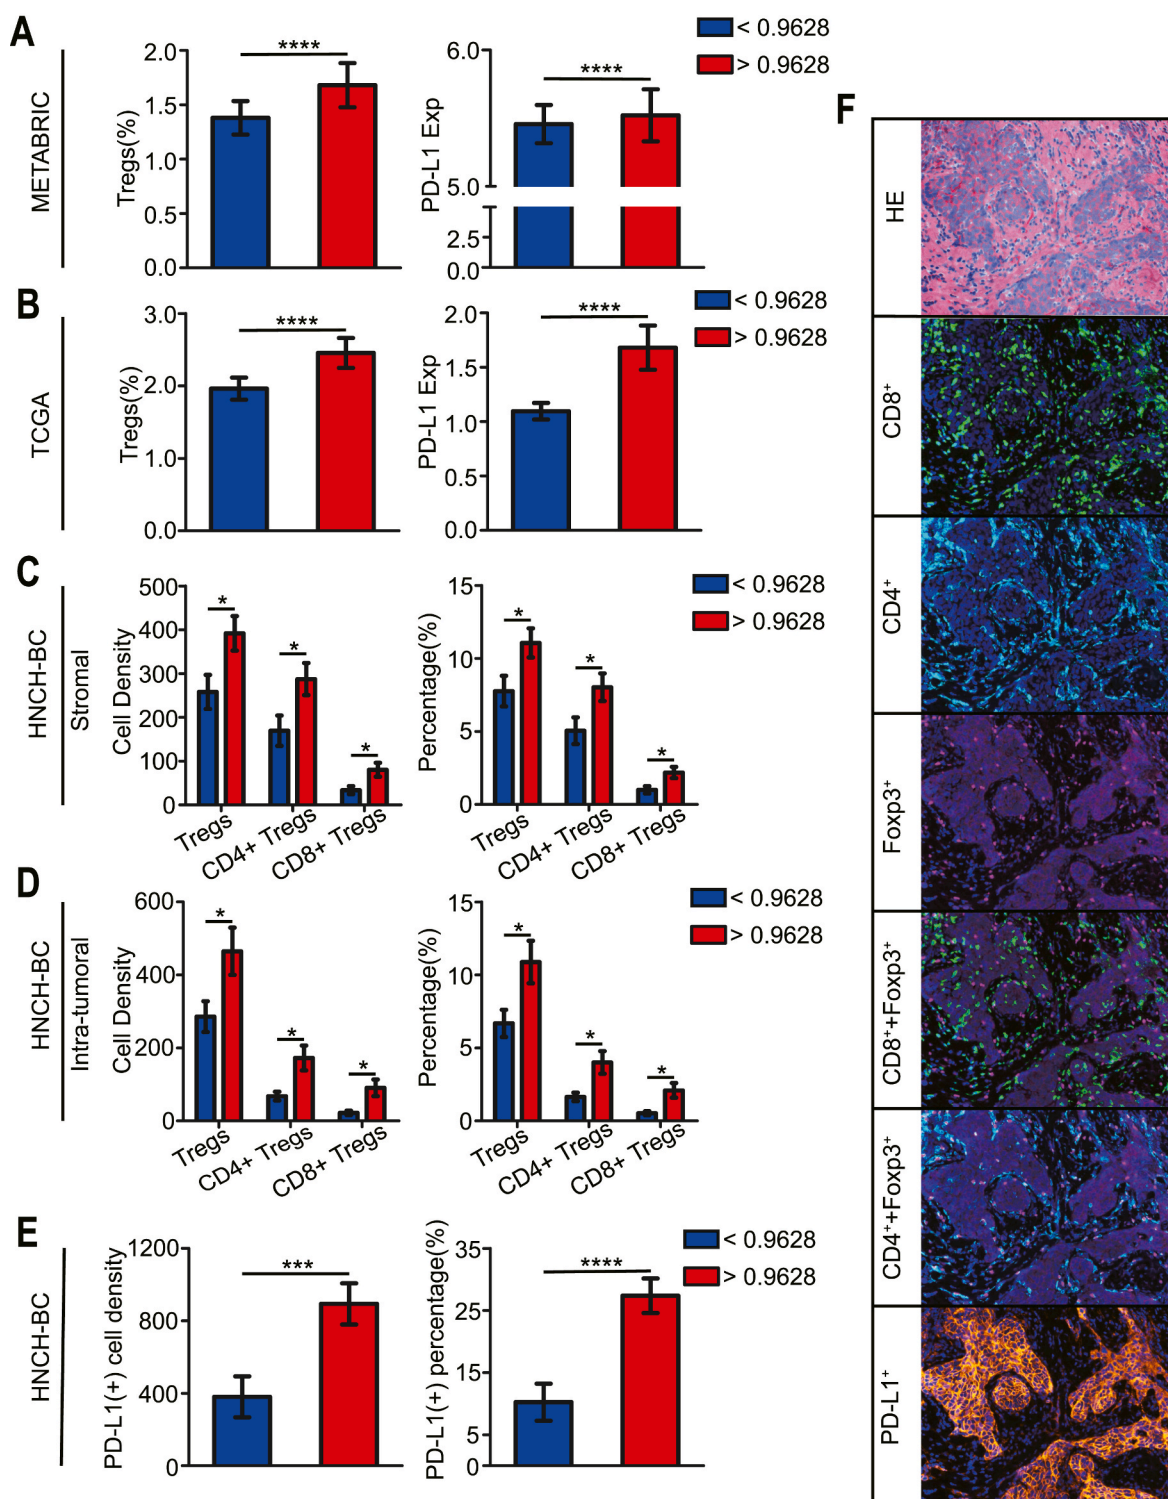 A
METABRIC
Tregs(%)
2.0
1.5
1.0
0.5
0.0
****
PD-L1 Exp
6.0
5.0
2.5
0.0
****
< 0.9628
> 0.9628
B
TCGA
Tregs(%)
3.0
2.0
1.0
0.0
****
PD-L1 Exp
2.0
1.5
1.0
0.5
0.0
****
< 0.9628
> 0.9628
C
HNCH-BC
Stromal
Cell Density
500
400
300
200
100
0
*
*
*
Tregs
CD4+ Tregs
CD8+ Tregs
Percentage(%)
15
10
5
0
*
*
*
Tregs
CD4+ Tregs
CD8+ Tregs
< 0.9628
> 0.9628
D
HNCH-BC
Intra-tumoral
Cell Density
600
400
200
0
*
*
*
Tregs
CD4+ Tregs
CD8+ Tregs
Percentage(%)
15
10
5
0
*
*
*
Tregs
CD4+ Tregs
CD8+ Tregs
< 0.9628
> 0.9628
E
HNCH-BC
PD-L1(+) cell density
1200
800
400
0
***
PD-L1(+) percentage(%)
35
25
15
5
0
****
< 0.9628
> 0.9628
F
HE
CD8⁺
CD4⁺
Foxp3⁺
CD8⁺+Foxp3⁺
CD4⁺+Foxp3⁺
PD-L1⁺